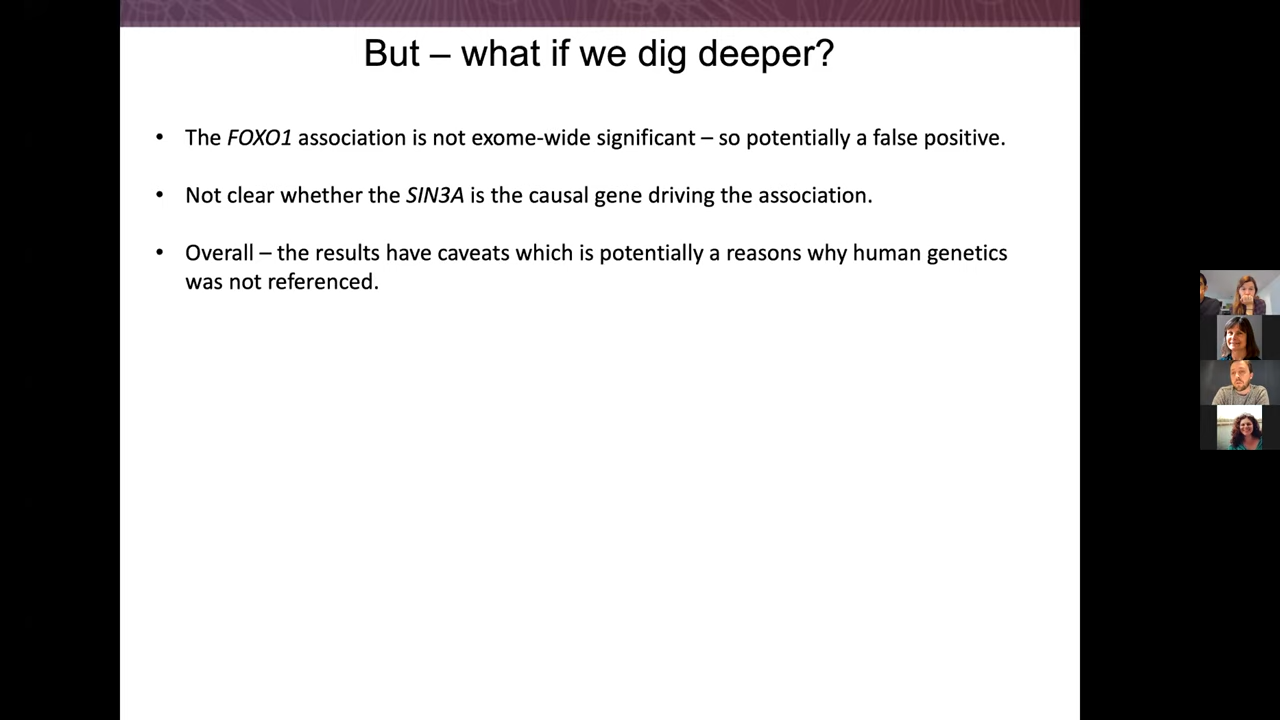 But – what if we dig deeper?
• The FOXO1 association is not exome-wide significant – so potentially a false positive.
• Not clear whether the SIN3A is the causal gene driving the association.
• Overall – the results have caveats which is potentially a reasons why human genetics
was not referenced.